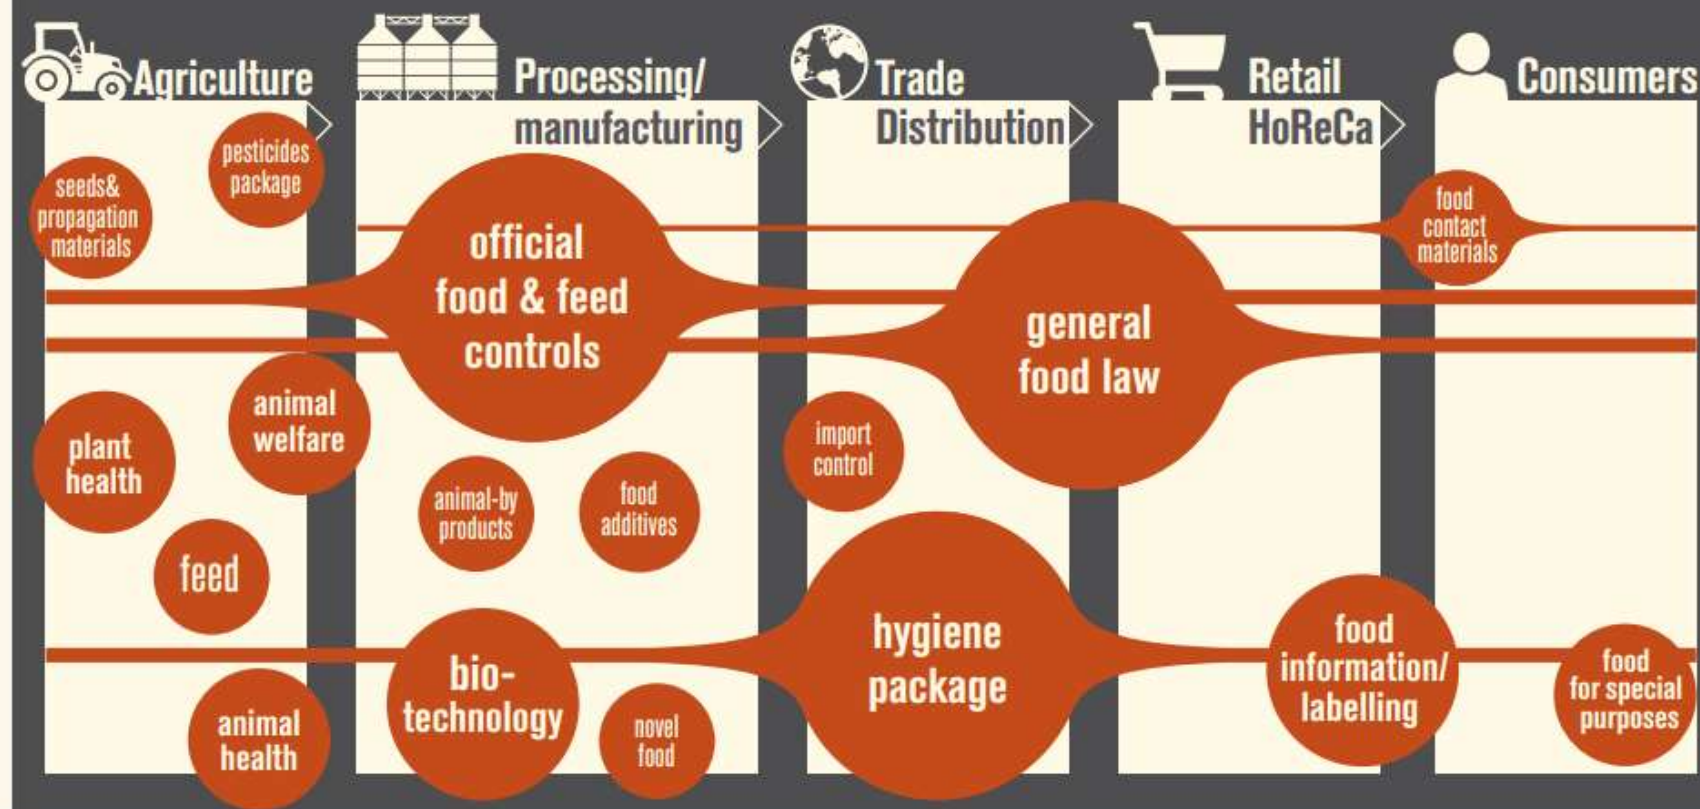 Agriculture
Processing/
manufacturing
Trade
Distribution
Retail
HoReCa
Consumers
seeds&
propagation
materials
pesticides
package
official
food & feed
controls
general
food law
food
contact
materials
plant
health
animal
welfare
feed
animal
health
animal-by
products
food
additives
bio-
technology
novel
food
import
control
hygiene
package
food
information/
labelling
food
for special
purposes